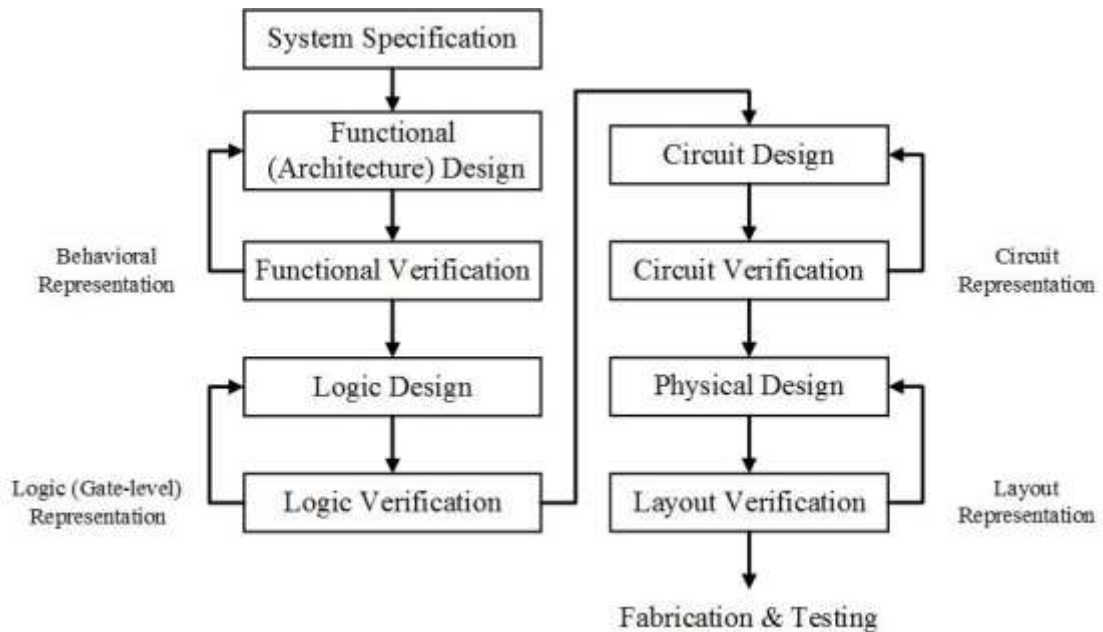 System Specification
Functional
(Architecture) Design
Behavioral
Representation
Functional Verification
Logic Design
Logic (Gate-level)
Representation
Logic Verification
Circuit Design
Circuit Verification
Circuit
Representation
Physical Design
Layout Verification
Layout
Representation
Fabrication & Testing